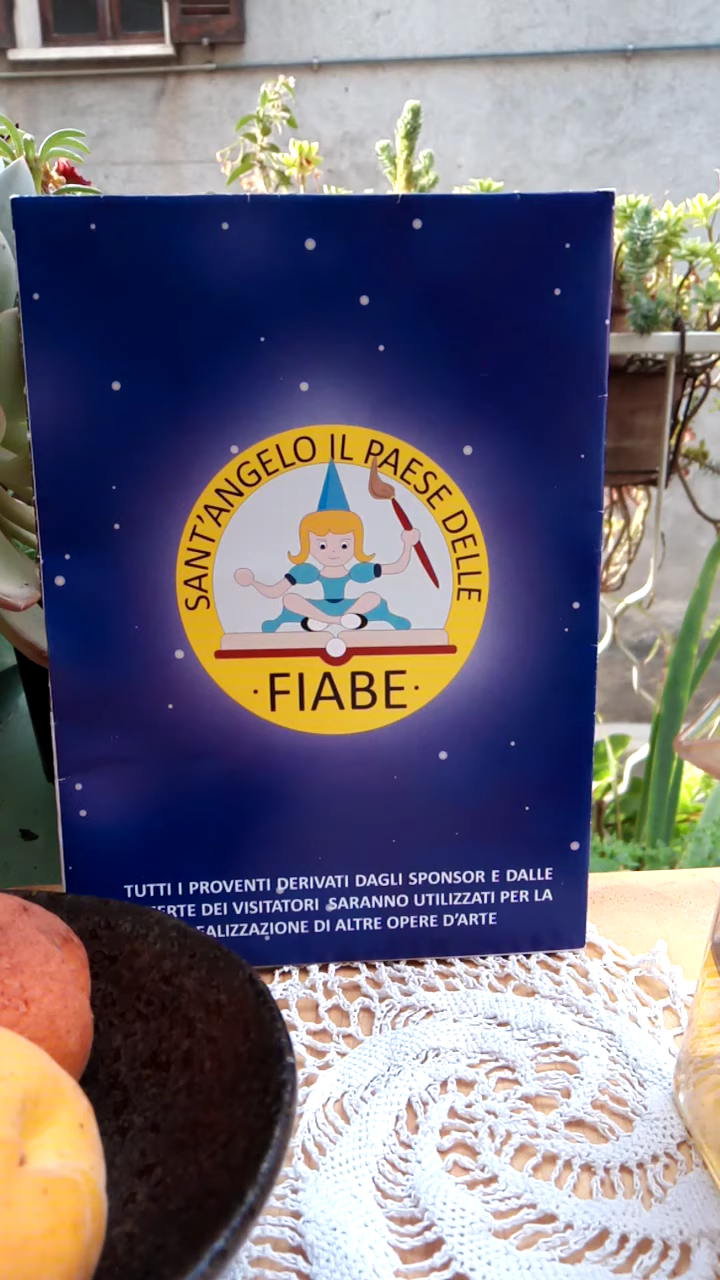 SANT'ANGELO IL PAESE DELLE
·FIABE·
TUTTI I PROVENTI DERIVATI DAGLI SPONSOR E DALLE
DEI VISITATORI SARANNO UTILIZZATI PER LA
DI ALTRE OPERE D'ARTE